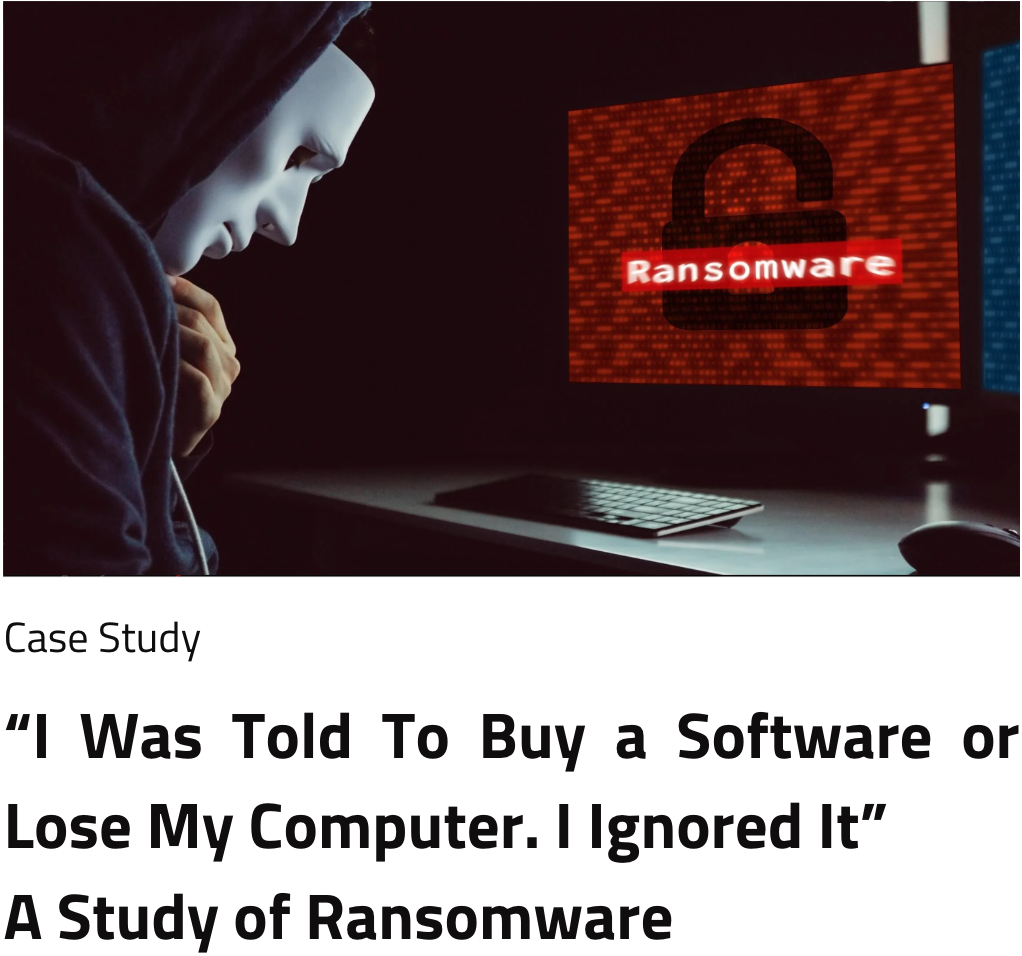 Ransomware
Case Study
“I Was Told To Buy a Software or
Lose My Computer. I Ignored It”
A Study of Ransomware